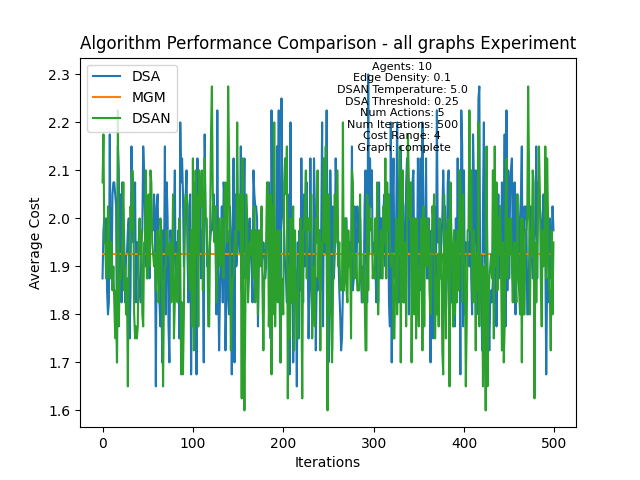 Algorithm Performance Comparison - all graphs Experiment
DSA
MGM
DSAN
Agents: 10
Edge Density: 0.1
DSAN Temperature: 5.0
DSA Threshold: 0.25
Num Actions: 5
Num Iterations: 500
Cost Range: 4
Graph: complete
Average Cost
2.3
2.2
2.1
2.0
1.9
1.8
1.7
1.6
0 100 200 300 400 500
Iterations